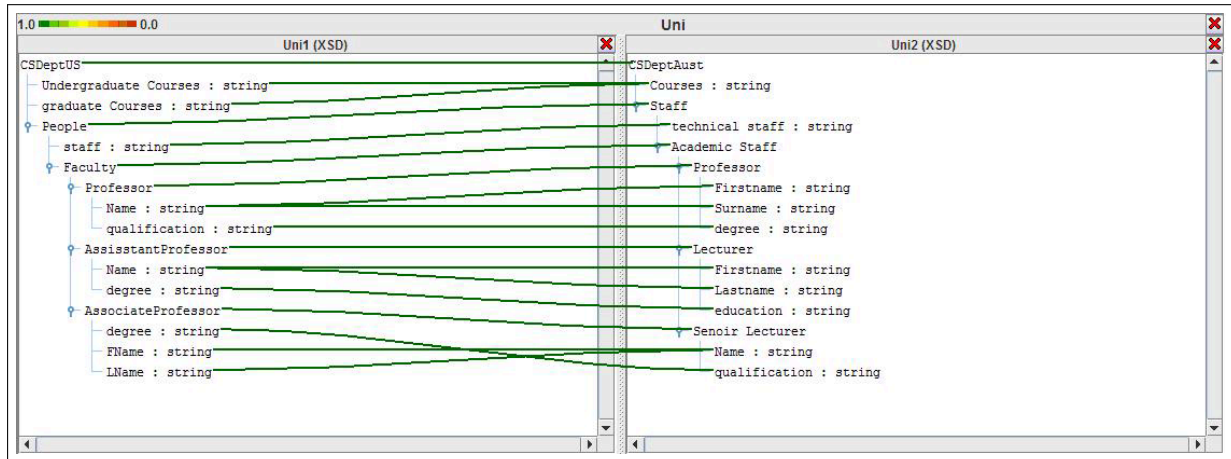 1.0 0.0 Uni
Uni1 (XSD)
CSDeptUS
Undergraduate Courses : string
graduate Courses : string
People
staff : string
Faculty
Professor
Name : string
qualification : string
AssisstantProfessor
Name : string
degree : string
AssociateProfessor
degree : string
FName : string
LName : string
Uni2 (XSD)
CSDeptAust
Courses : string
Staff
technical staff : string
Academic Staff
Professor
Firstname : string
Surname : string
degree : string
Lecturer
Firstname : string
Lastname : string
education : string
Senoir Lecturer
Name : string
qualification : string